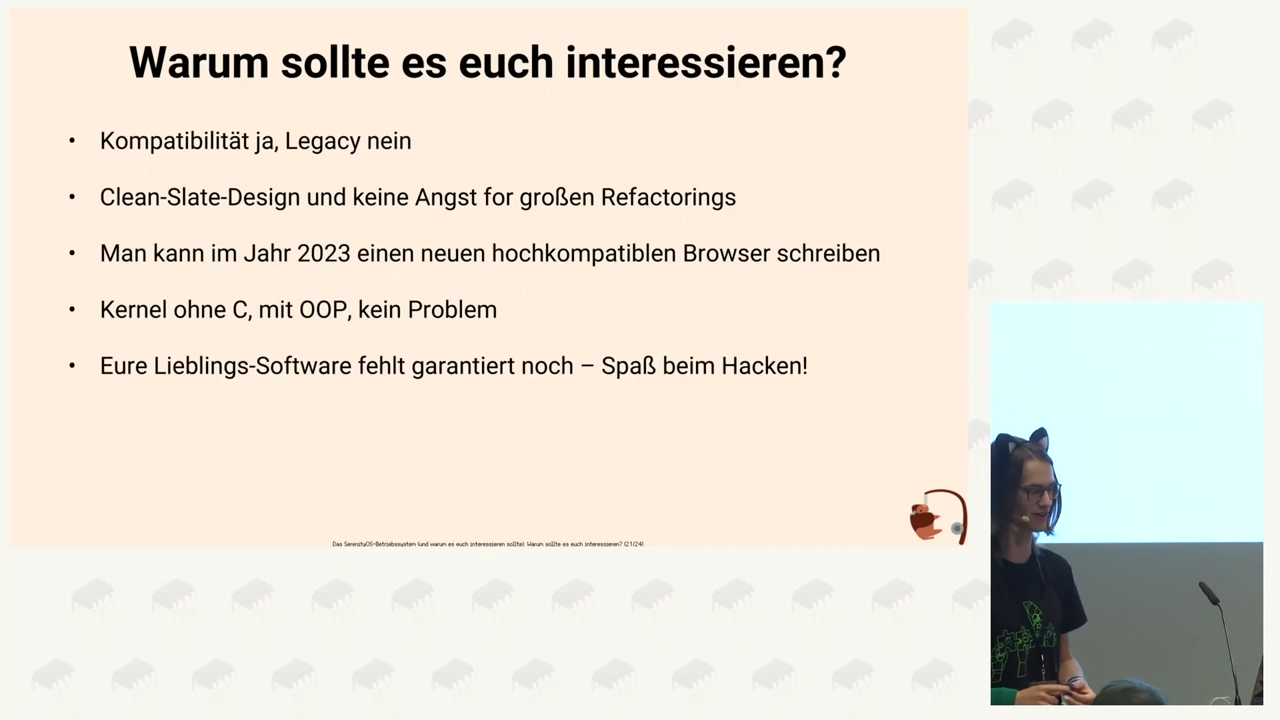 Warum sollte es euch interessieren?
• Kompatibilität ja, Legacy nein
• Clean-Slate-Design und keine Angst for großen Refactorings
• Man kann im Jahr 2023 einen neuen hochkompatiblen Browser schreiben
• Kernel ohne C, mit OOP, kein Problem
• Eure Lieblings-Software fehlt garantiert noch – Spaß beim Hacken!
Das SerenityOS-Betriebssystem (und warum es euch interessieren sollte): Warum sollte es euch interessieren? (21/24)